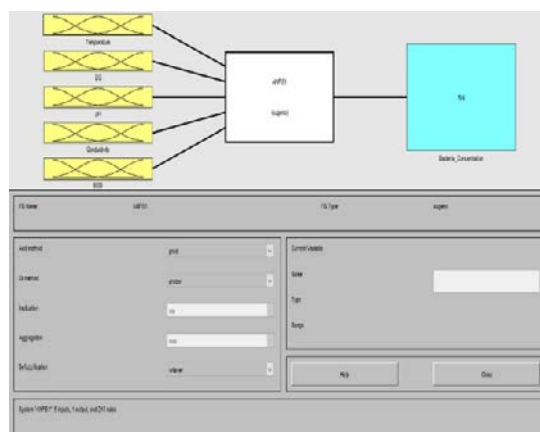 Temperature
DO
pH
Conductivity
BOD
ANFIS1
(sugeno)
f(u)
Bacteria_Concentration
FIS Name: ANFIS1 FIS Type: sugeno
And method prod
Or method probor
Implication min
Aggregation max
Defuzzification wtaver
Current Variable
Name
Type
Range
Help Close
System "ANFIS1": 5 inputs, 1 output, and 243 rules